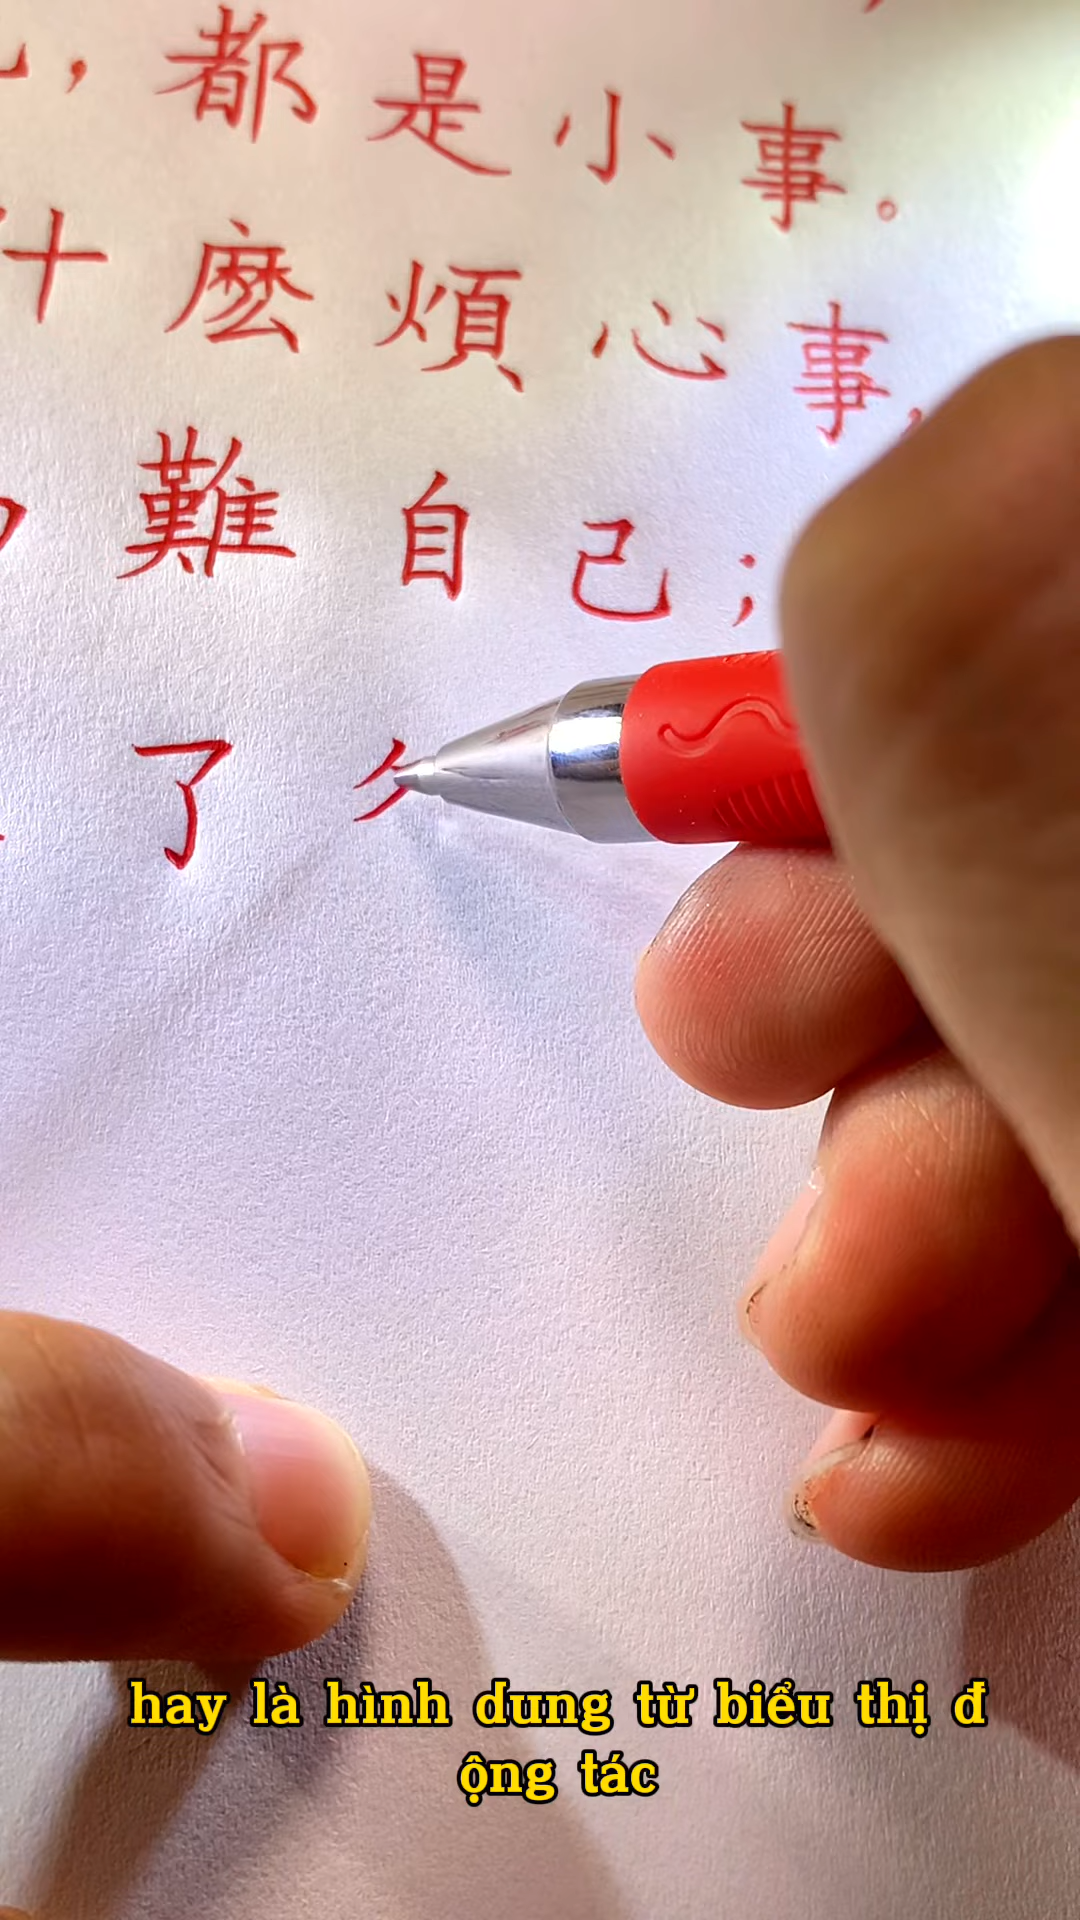 ，都是小事。
什麼煩心事，
難自己；
了
hay là hình dung từ biểu thị đ
ộng tác